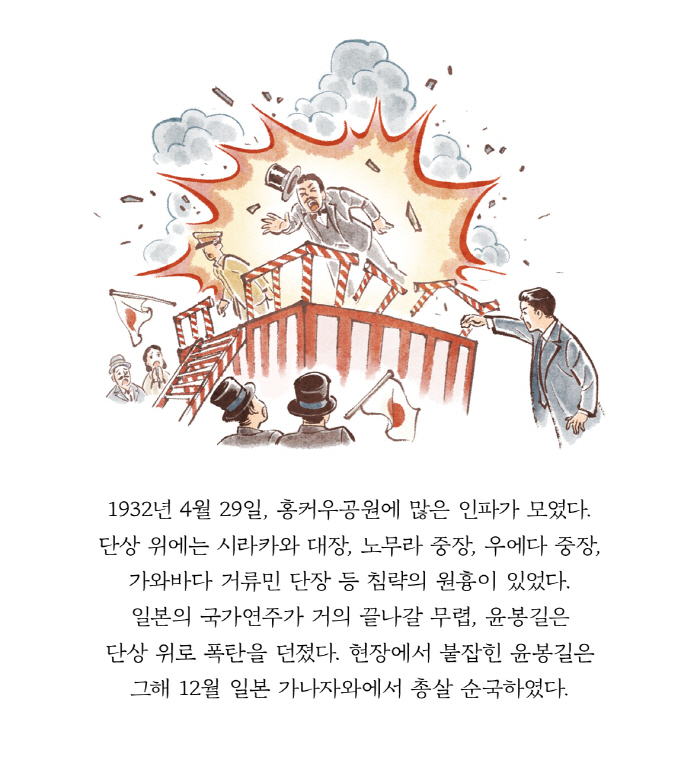 1932년 4월 29일, 홍커우공원에 많은 인파가 모였다.
단상 위에는 시라카와 대장, 노무라 중장, 우에다 중장,
가와바다 거류민 단장 등 침략의 원흉이 있었다.
일본의 국가연주가 거의 끝나갈 무렵, 윤봉길은
단상 위로 폭탄을 던졌다. 현장에서 붙잡힌 윤봉길은
그해 12월 일본 가나자와에서 총살 순국하였다.